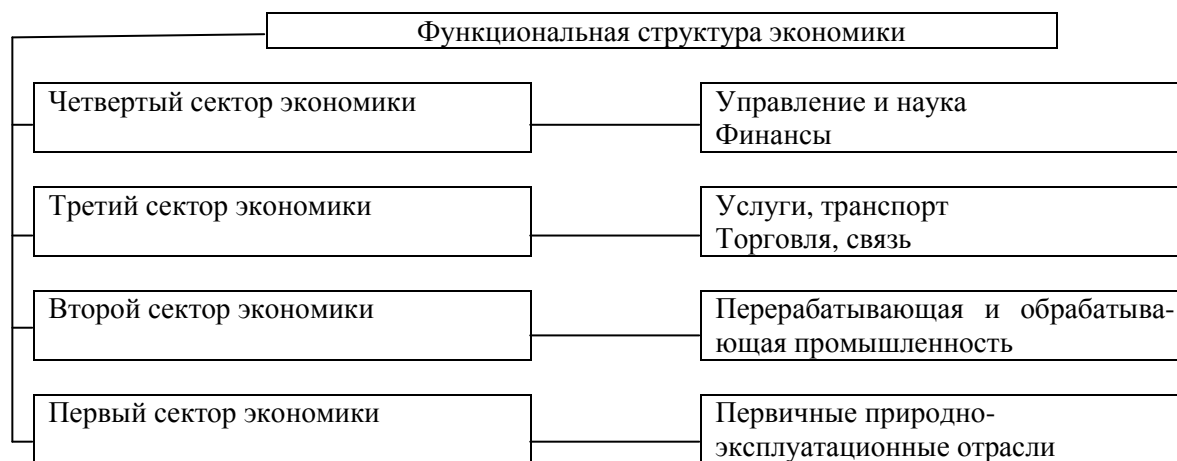 Функциональная структура экономики
Четвертый сектор экономики
Управление и наука
Финансы
Третий сектор экономики
Услуги, транспорт
Торговля, связь
Второй сектор экономики
Перерабатывающая и обрабатыва-
ющая промышленность
Первый сектор экономики
Первичные природно-
эксплуатационные отрасли